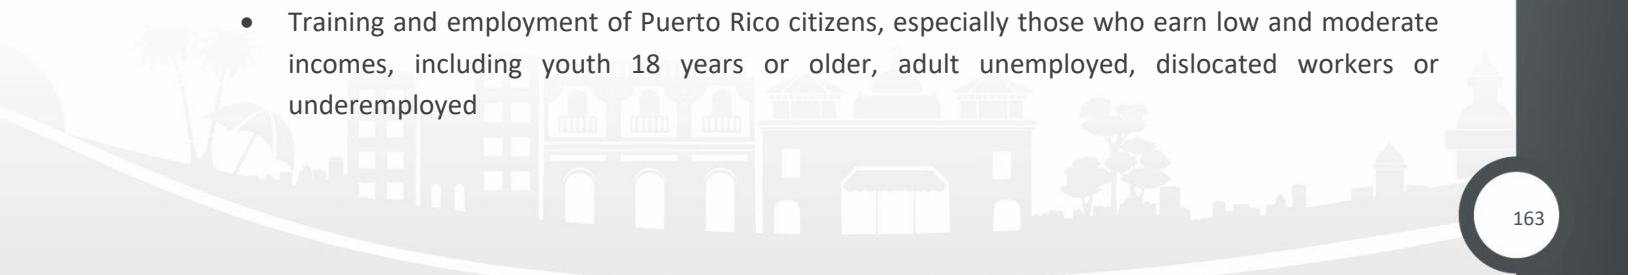 • Training and employment of Puerto Rico citizens, especially those who earn low and moderate
incomes, including youth 18 years or older, adult unemployed, dislocated workers or
underemployed
163